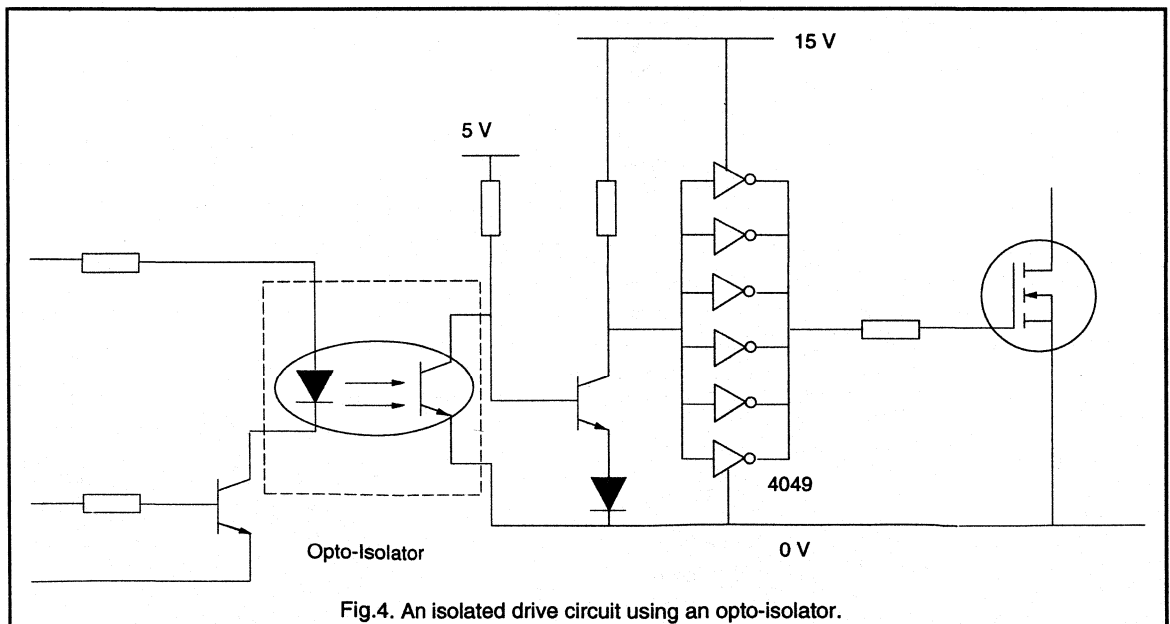 15 V
5 V
4049
Opto-Isolator
0 V
Fig.4. An isolated drive circuit using an opto-isolator.